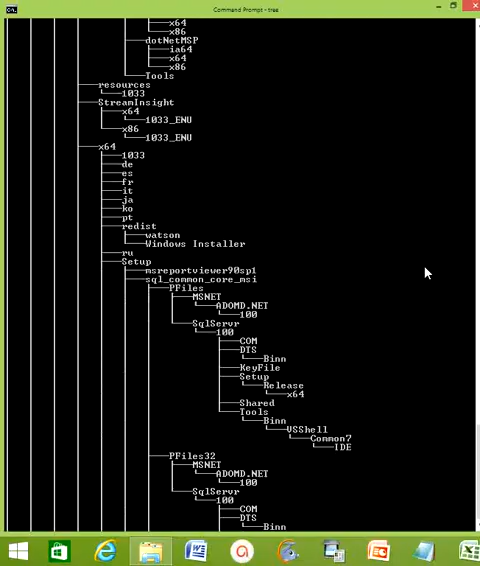 Command Prompt - tree
x64
x86
dotNetMSP
ia64
x64
x86
Tools
resources
1033
StreamInsight
x64
1033_ENU
x86
1033_ENU
x64
1033
de
es
fr
it
ja
ko
pt
redist
watson
Windows Installer
ru
Setup
msreportviewer90sp1
sql_common_core_msi
PFiles
MSNET
ADOMD.NET
100
SqlServr
100
COM
DTS
Binn
KeyFile
Setup
Release
x64
Shared
Tools
Binn
VSShell
Common7
IDE
PFiles32
MSNET
ADOMD.NET
100
SqlServr
100
COM
DTS
Binn